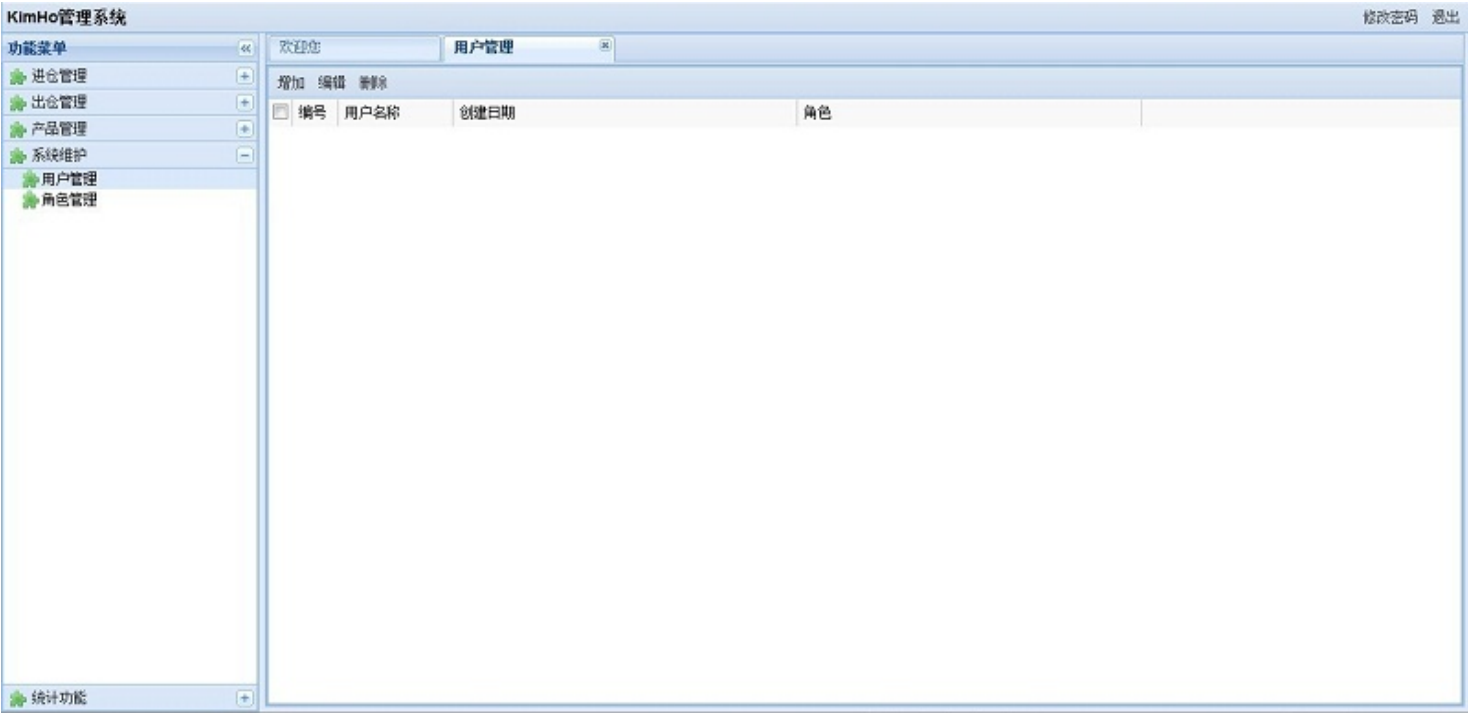 KimHo管理系统
修改密码 退出
功能菜单
欢迎您 用户管理
进仓管理
增加 编辑 删除
出仓管理
编号 用户名称 创建日期 角色
产品管理
系统维护
用户管理
角色管理
统计功能